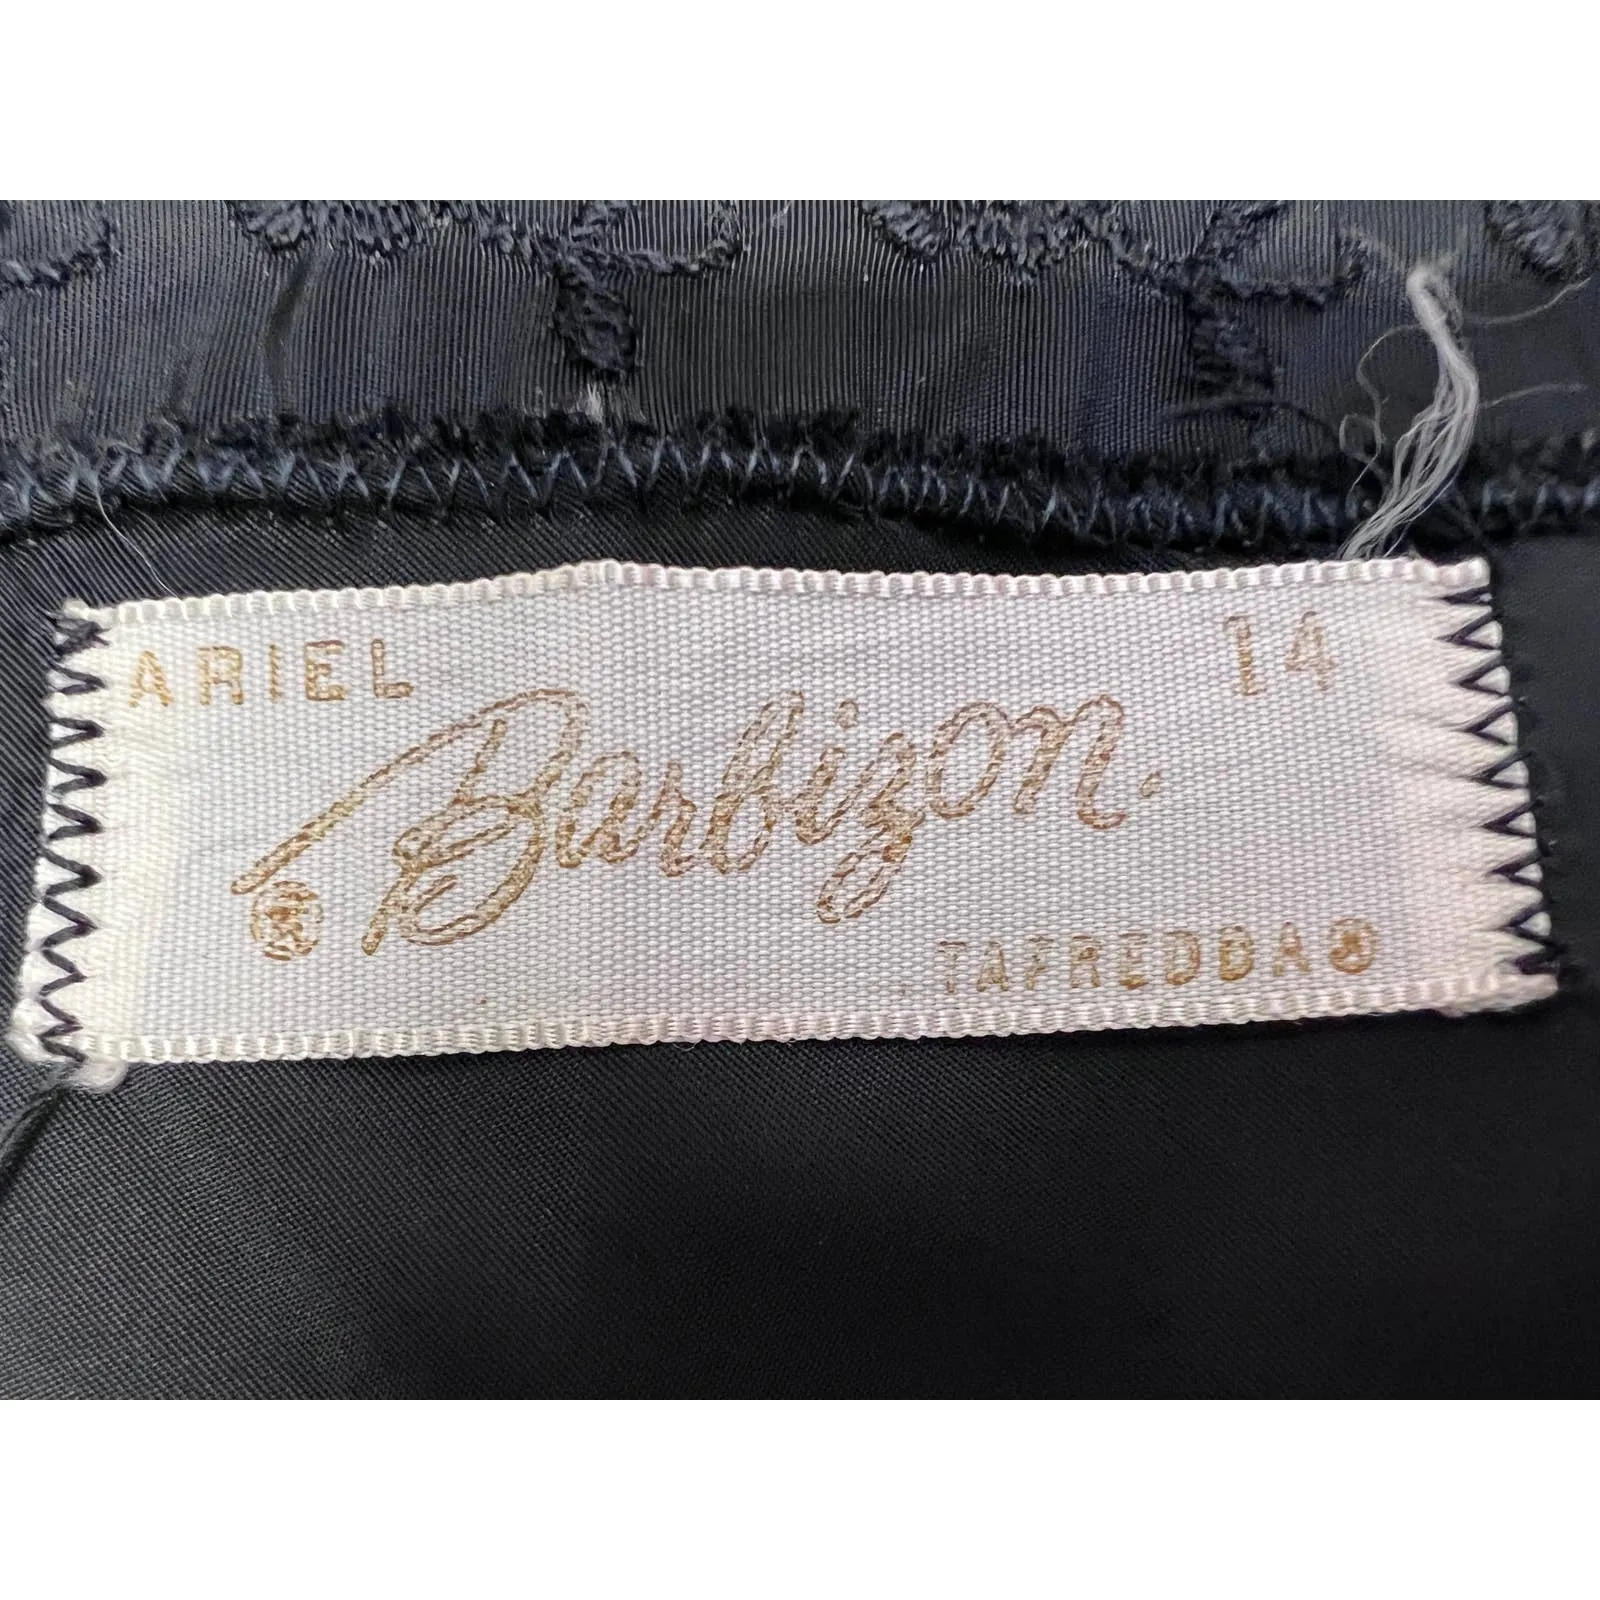 ARIEL 14
Barbizon.
®
TAFREDDA®